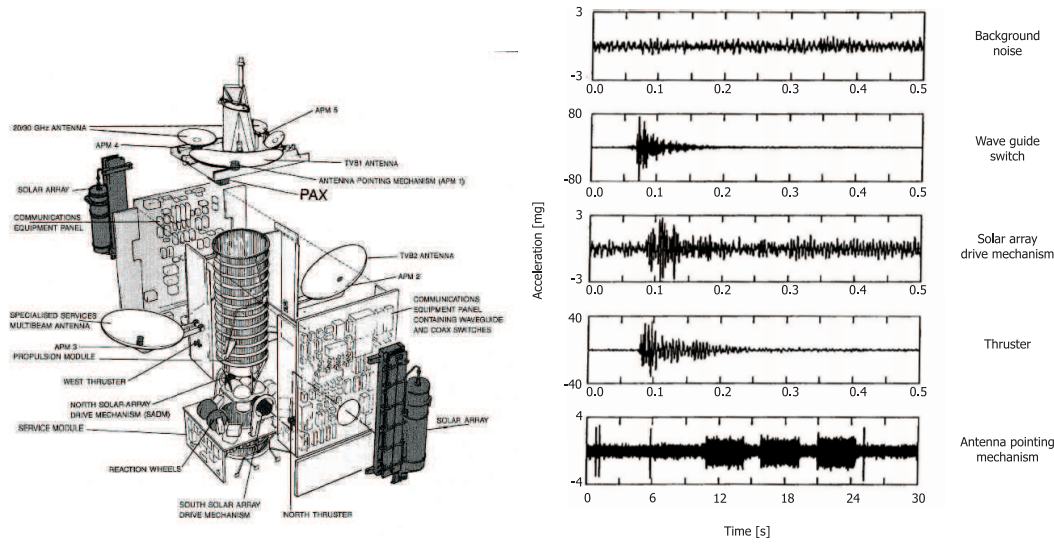 20/30 GHz ANTENNA
APM 5
APM 4
TVB1 ANTENNA
ANTENNA POINTING MECHANISM (APM 1)
SOLAR ARRAY
PAX
COMMUNICATIONS
EQUIPMENT PANEL
TVB2 ANTENNA
APM 2
SPECIALISED SERVICES
MULTIBEAM ANTENNA
COMMUNICATIONS
EQUIPMENT PANEL
CONTAINING WAVEGUIDE
AND COAX SWITCHES
APM 3
PROPULSION MODULE
WEST THRUSTER
NORTH SOLAR-ARRAY
DRIVE MECHANISM (SADM)
SERVICE MODULE
SOLAR ARRAY
REACTION WHEELS
SOUTH SOLAR ARRAY
DRIVE MECHANISM
NORTH THRUSTER
Acceleration [mg]
3
-3
0.0 0.1 0.2 0.3 0.4 0.5
Background
noise
80
-80
0.0 0.1 0.2 0.3 0.4 0.5
Wave guide
switch
3
-3
0.0 0.1 0.2 0.3 0.4 0.5
Solar array
drive mechanism
40
-40
0.0 0.1 0.2 0.3 0.4 0.5
Thruster
4
-4
0 6 12 18 24 30
Antenna pointing
mechanism
Time [s]